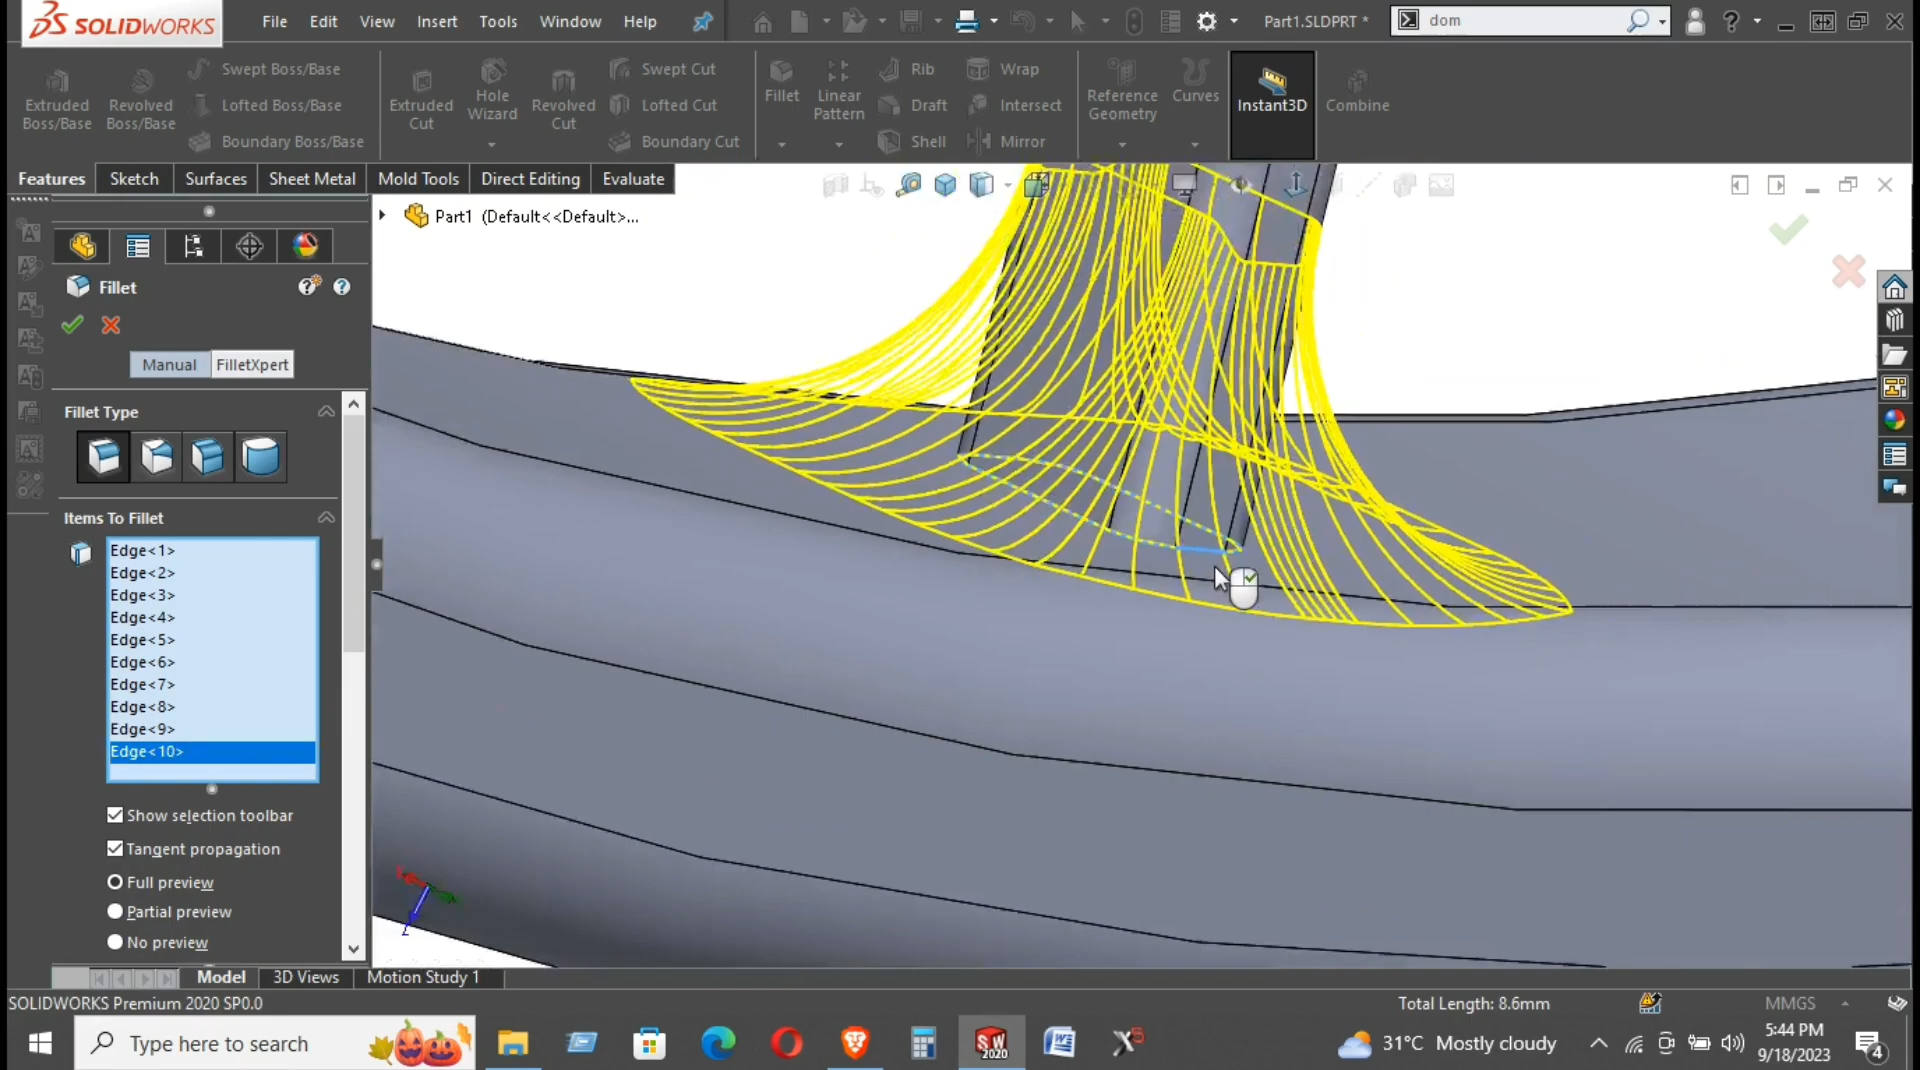 SOLIDWORKS
File Edit View Insert Tools Window Help
Part1.SLDPRT *
dom
Extruded Boss/Base
Revolved Boss/Base
Swept Boss/Base
Lofted Boss/Base
Boundary Boss/Base
Extruded Cut
Hole Wizard
Revolved Cut
Swept Cut
Lofted Cut
Boundary Cut
Fillet
Linear Pattern
Rib
Draft
Shell
Wrap
Intersect
Mirror
Reference Geometry
Curves
Instant3D
Combine
Features Sketch Surfaces Sheet Metal Mold Tools Direct Editing Evaluate
Part1 (Default<<Default>...
Fillet
Manual FilletXpert
Fillet Type
Items To Fillet
Edge<1>
Edge<2>
Edge<3>
Edge<4>
Edge<5>
Edge<6>
Edge<7>
Edge<8>
Edge<9>
Edge<10>
Show selection toolbar
Tangent propagation
Full preview
Partial preview
No preview
Model 3D Views Motion Study 1
SOLIDWORKS Premium 2020 SP0.0
Total Length: 8.6mm
MMGS
Type here to search
SW 2020
31°C Mostly cloudy
5:44 PM
9/18/2023
4